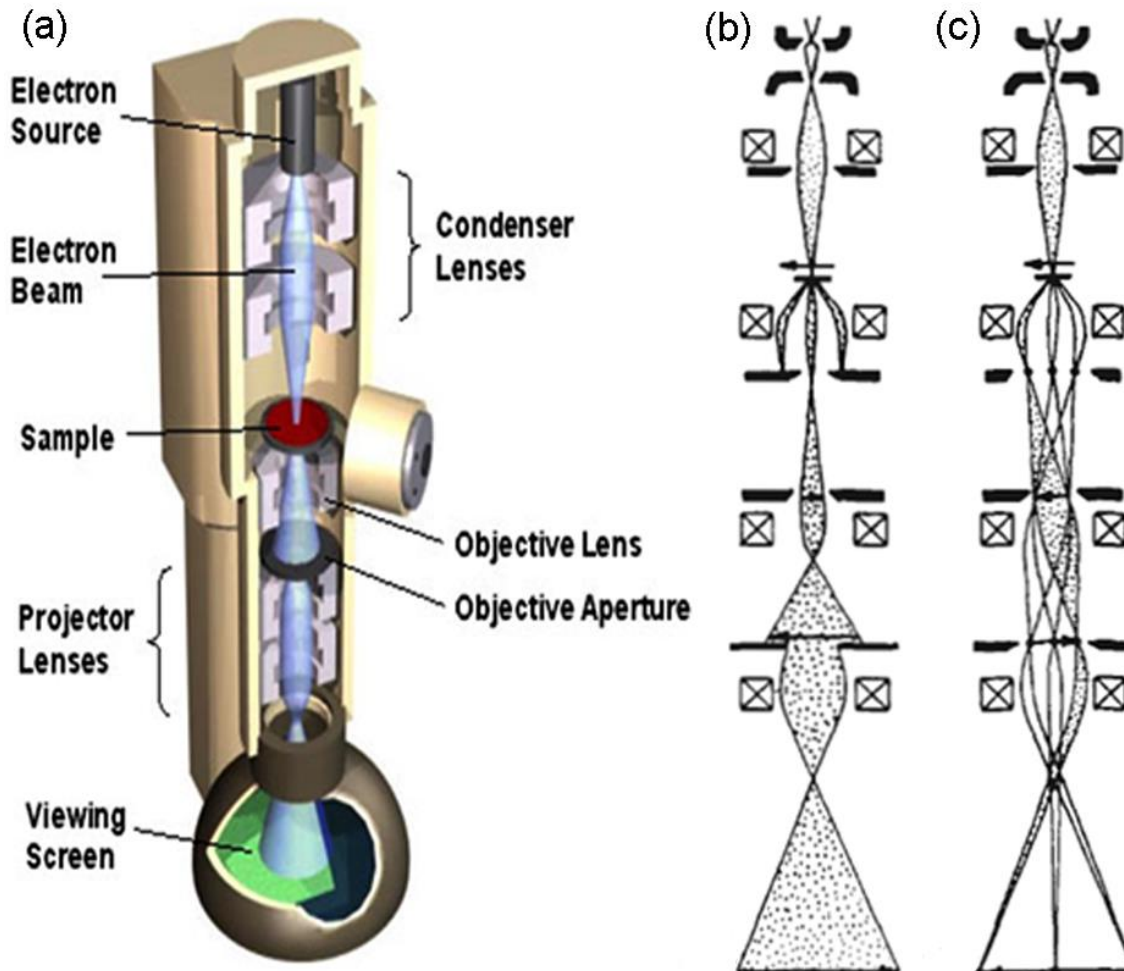 (a)
(b)
(c)
Electron
Source
Condenser
Lenses
Electron
Beam
Sample
Objective Lens
Objective Aperture
Projector
Lenses
Viewing
Screen